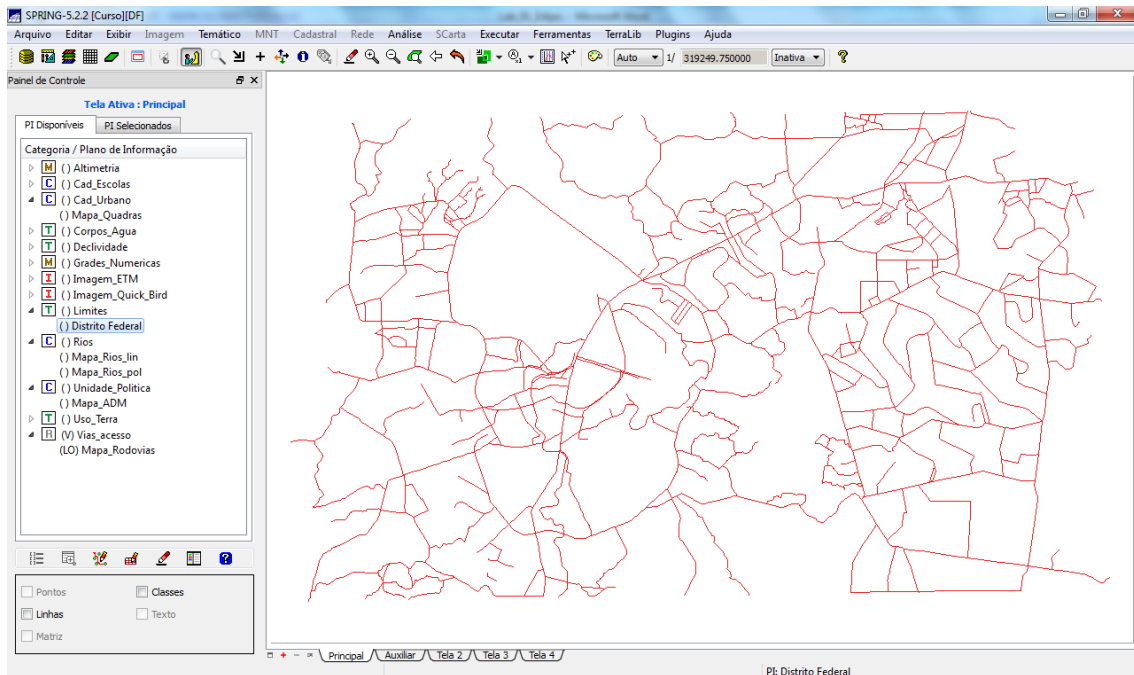 SPRING-5.2.2 [Curso][DF]
Arquivo Editar Exibir Imagem Temático MNT Cadastral Rede Análise SCarta Executar Ferramentas TerraLib Plugins Ajuda
Auto 1/ 319249.750000 Inativa
Painel de Controle
Tela Ativa : Principal
PI Disponíveis PI Selecionados
Categoria / Plano de Informação
M () Altimetria
C () Cad_Escolas
C () Cad_Urbano
() Mapa_Quadras
T () Corpos_Agua
T () Declividade
M () Grades_Numericas
I () Imagem_ETM
I () Imagem_Quick_Bird
T () Limites
() Distrito Federal
C () Rios
() Mapa_Rios_lin
() Mapa_Rios_pol
C () Unidade_Politica
() Mapa_ADM
T () Uso_Terra
R (V) Vias_acesso
(LO) Mapa_Rodovias
Pontos Classes
Linhas Texto
Matriz
Principal Auxiliar Tela 2 Tela 3 Tela 4
PI: Distrito Federal